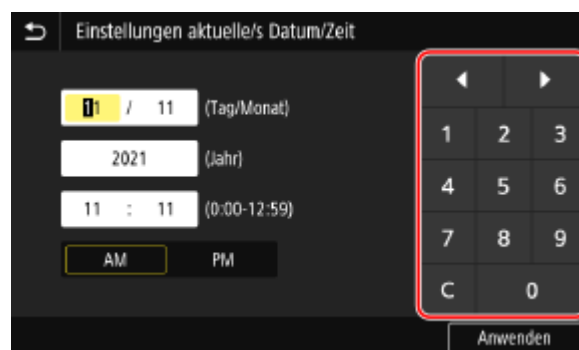 Einstellungen aktuelle/s Datum/Zeit
11 / 11 (Tag/Monat)
2021 (Jahr)
11 : 11 (0:00-12:59)
AM PM
1 2 3
4 5 6
7 8 9
C 0
Anwenden